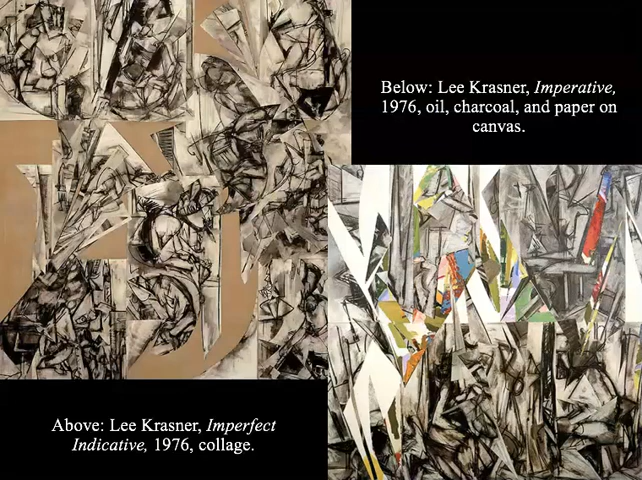 Below: Lee Krasner, Imperative,
1976, oil, charcoal, and paper on
canvas.
Above: Lee Krasner, Imperfect
Indicative, 1976, collage.